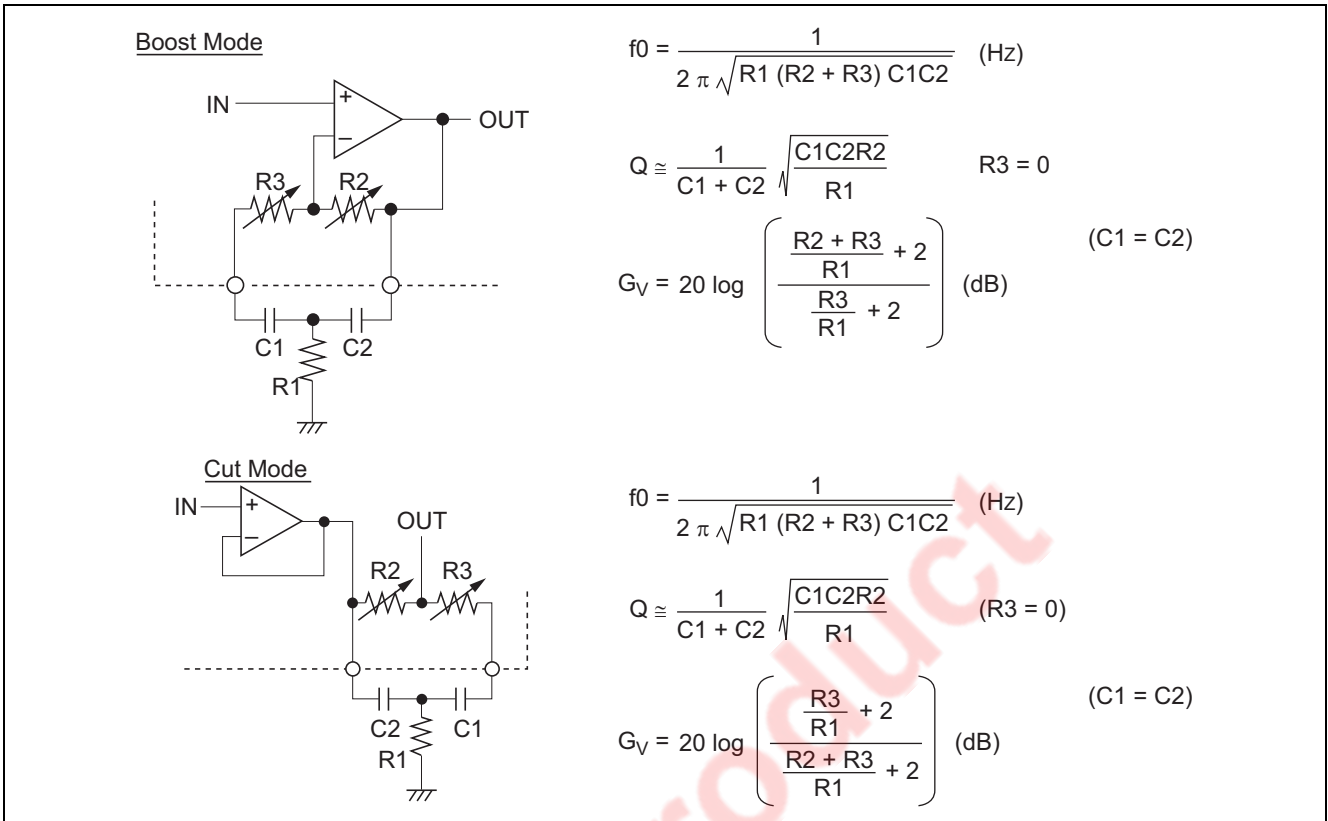 Boost Mode
IN
+
−
OUT
R3
R2
C1
C2
R1
f0 = 1 / 2 π √R1 (R2 + R3) C1C2 (Hz)
Q ≅ 1 / C1 + C2 √C1C2R2 / R1 R3 = 0
(C1 = C2)
GV = 20 log ( R2 + R3 / R1 + 2 / R3 / R1 + 2 ) (dB)
Cut Mode
IN
+
−
OUT
R2
R3
C2
C1
R1
f0 = 1 / 2 π √R1 (R2 + R3) C1C2 (Hz)
Q ≅ 1 / C1 + C2 √C1C2R2 / R1 (R3 = 0)
(C1 = C2)
GV = 20 log ( R3 / R1 + 2 / R2 + R3 / R1 + 2 ) (dB)
roduct